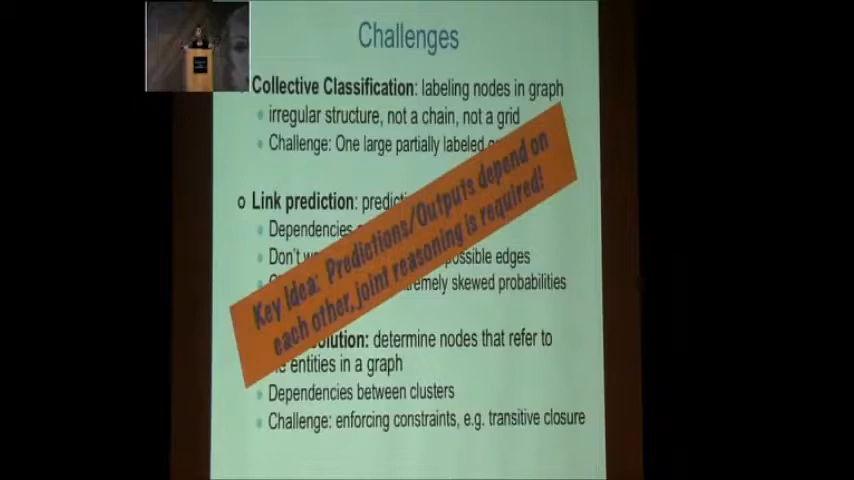 Challenges
Collective Classification: labeling nodes in graph
irregular structure, not a chain, not a grid
Challenge: One large partially labeled
o Link prediction: predicti
Dependencies
Don't w ossible edges
remely skewed probabilities
olution: determine nodes that refer to
entities in a graph
Dependencies between clusters
Challenge: enforcing constraints, e.g. transitive closure
Key Idea: Predictions/Outputs depend on
each other, joint reasoning is required!